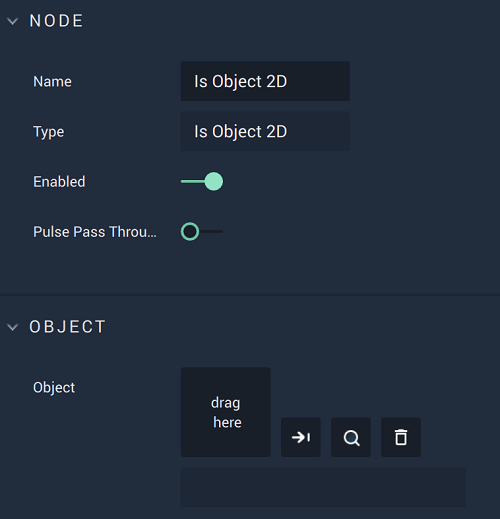 NODE
Name
Is Object 2D
Type
Is Object 2D
Enabled
Pulse Pass Throu...
OBJECT
Object
drag
here